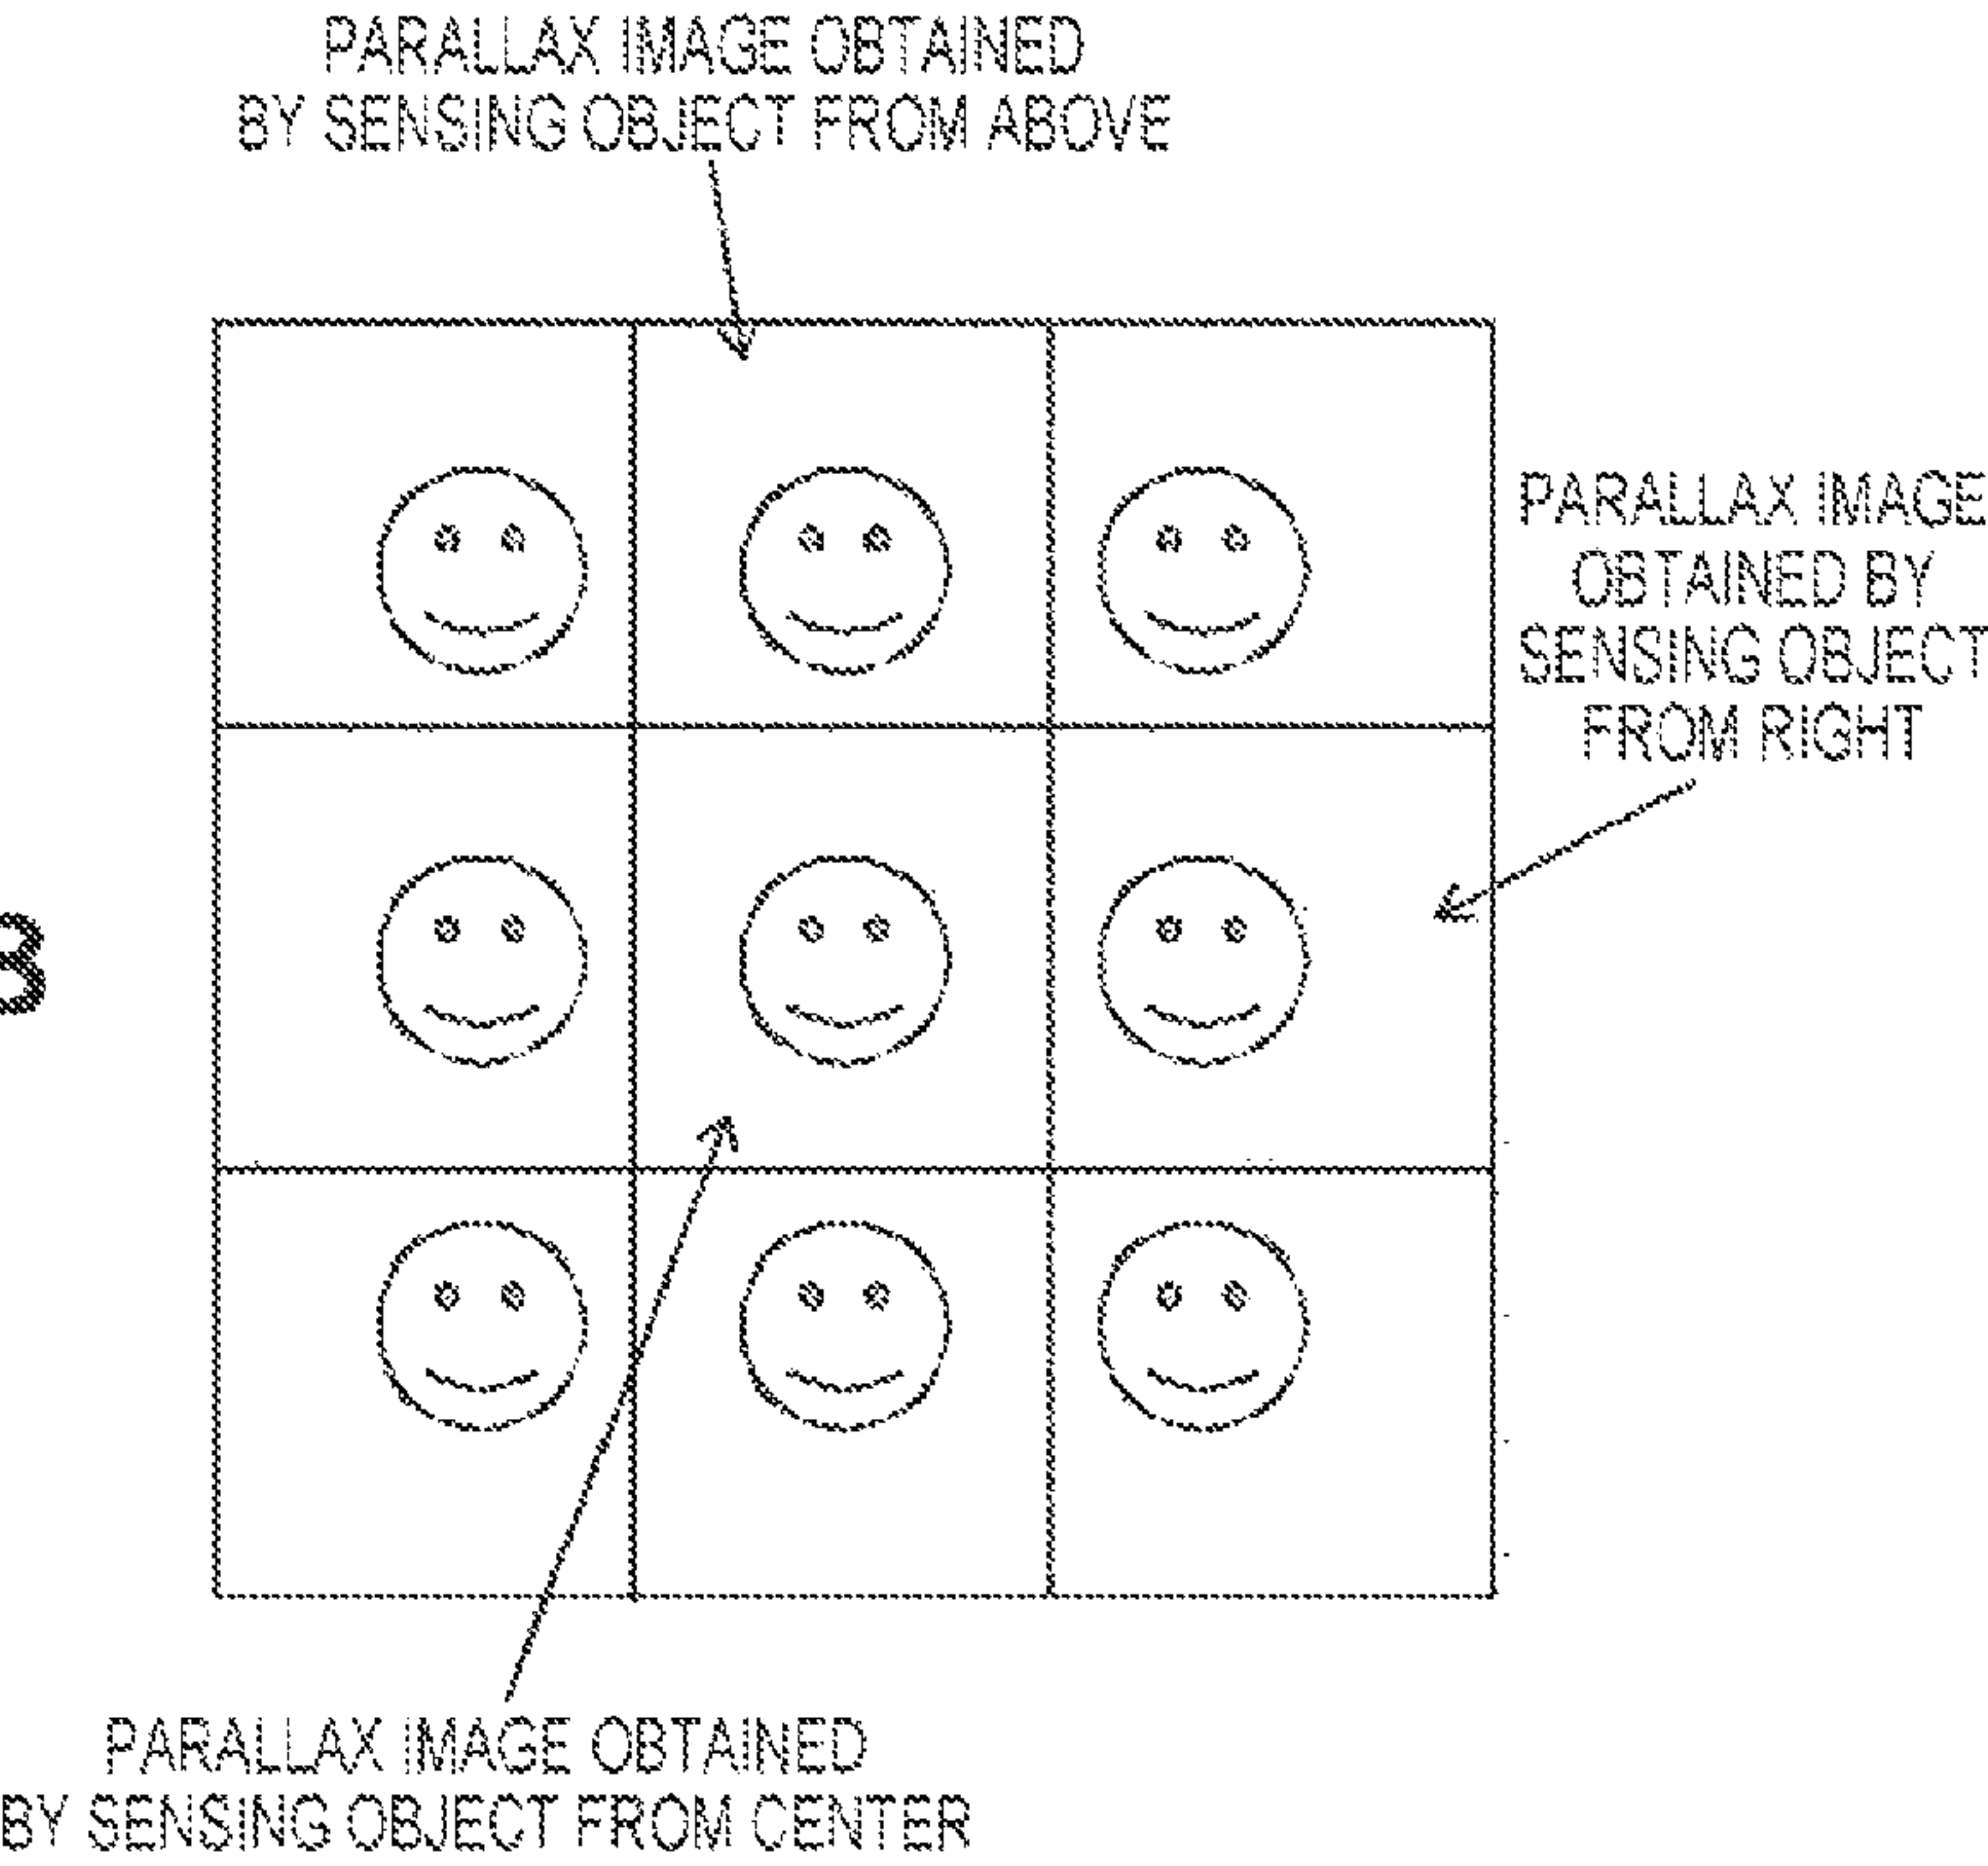 PARALLAX IMAGE OBTAINED
BY SENSING OBJECT FROM ABOVE
PARALLAX IMAGE
OBTAINED BY
SENSING OBJECT
FROM RIGHT
3
PARALLAX IMAGE OBTAINED
BY SENSING OBJECT FROM CENTER